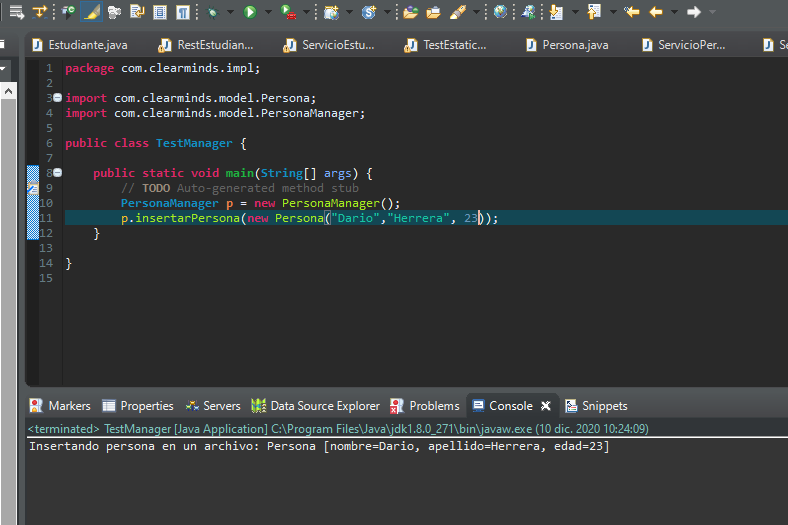 Estudiante.java RestEstudian... ServicioEstu... TestEstatic... Persona.java ServicioPer... Se
1 package com.clearminds.impl;
2
3 import com.clearminds.model.Persona;
4 import com.clearminds.model.PersonaManager;
5
6 public class TestManager {
7
8 public static void main(String[] args) {
9 // TODO Auto-generated method stub
10 PersonaManager p = new PersonaManager();
11 p.insertarPersona(new Persona("Dario","Herrera", 23));
12 }
13
14 }
15
Markers Properties Servers Data Source Explorer Problems Console Snippets
<terminated> TestManager [Java Application] C:\Program Files\Java\jdk1.8.0_271\bin\javaw.exe (10 dic. 2020 10:24:09)
Insertando persona en un archivo: Persona [nombre=Dario, apellido=Herrera, edad=23]